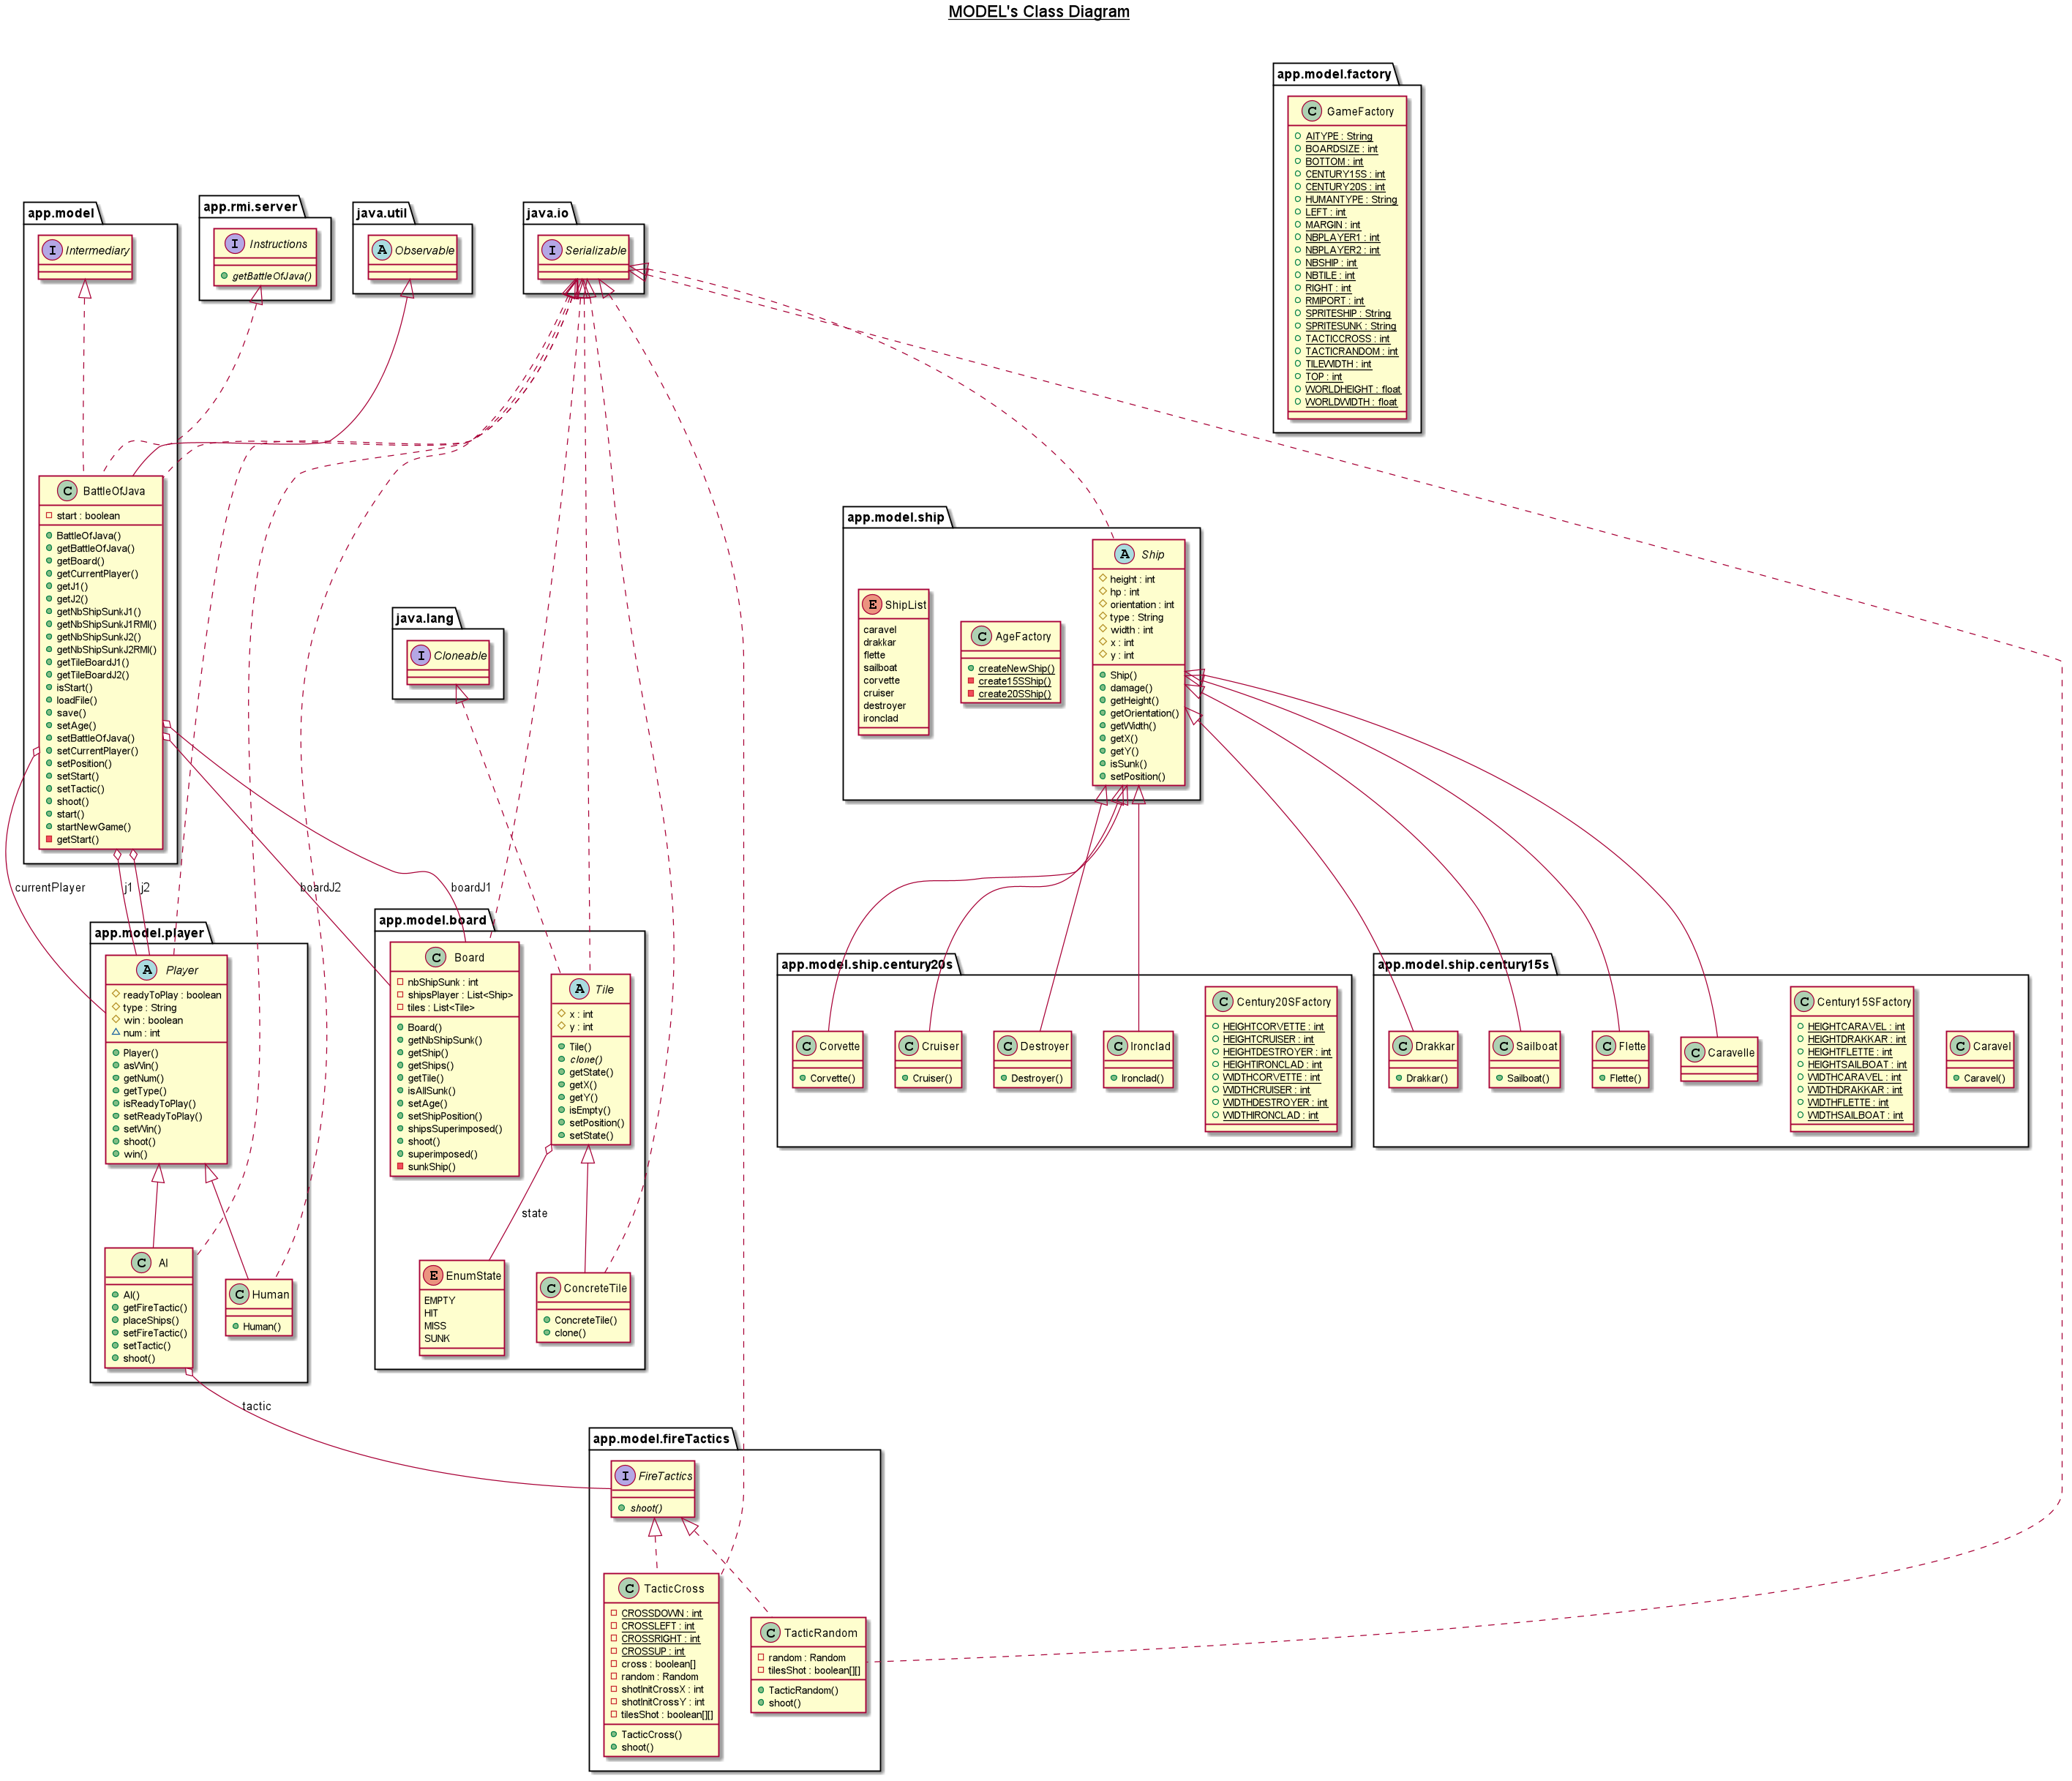 MODEL's Class Diagram
app.model.factory
C GameFactory
AITYPE : String
BOARDSIZE : int
BOTTOM : int
CENTURY15S : int
CENTURY20S : int
HUMANTYPE : String
LEFT : int
MARGIN : int
NBPLAYER1 : int
NBPLAYER2 : int
NBSHIP : int
NBTILE : int
RIGHT : int
RMIPORT : int
SPRITESHIP : String
SPRITESUNK : String
TACTICCROSS : int
TACTICRANDOM : int
TILEWIDTH : int
TOP : int
WORLDHEIGHT : float
WORLDWIDTH : float
app.model
I Intermediary
app.rmi.server
I Instructions
getBattleOfJava()
java.util
A Observable
java.io
I Serializable
C BattleOfJava
start : boolean
BattleOfJava()
getBattleOfJava()
getBoard()
getCurrentPlayer()
getJ1()
getJ2()
getNbShipSunkJ1()
getNbShipSunkJ1RMI()
getNbShipSunkJ2()
getNbShipSunkJ2RMI()
getTileBoardJ1()
getTileBoardJ2()
isStart()
loadFile()
save()
setAge()
setBattleOfJava()
setCurrentPlayer()
setPosition()
setStart()
setTactic()
shoot()
start()
startNewGame()
getStart()
java.lang
I Cloneable
app.model.ship
E ShipList
caravel
drakkar
flette
sailboat
corvette
cruiser
destroyer
ironclad
C AgeFactory
createNewShip()
create15SShip()
create20SShip()
A Ship
height : int
hp : int
orientation : int
type : String
width : int
x : int
y : int
Ship()
damage()
getHeight()
getOrientation()
getWidth()
getX()
getY()
isSunk()
setPosition()
currentPlayer
j1
j2
boardJ2
boardJ1
app.model.player
A Player
readyToPlay : boolean
type : String
win : boolean
num : int
Player()
asWin()
getNum()
getType()
isReadyToPlay()
setReadyToPlay()
setWin()
shoot()
win()
C AI
AI()
getFireTactic()
placeShips()
setFireTactic()
setTactic()
shoot()
C Human
Human()
app.model.board
C Board
nbShipSunk : int
shipsPlayer : List<Ship>
tiles : List<Tile>
Board()
getNbShipSunk()
getShip()
getShips()
getTile()
isAllSunk()
setAge()
setShipPosition()
shipsSuperimposed()
shoot()
superimposed()
sunkShip()
A Tile
x : int
y : int
Tile()
clone()
getState()
getX()
getY()
isEmpty()
setPosition()
setState()
state
E EnumState
EMPTY
HIT
MISS
SUNK
C ConcreteTile
ConcreteTile()
clone()
app.model.ship.century20s
C Corvette
Corvette()
C Cruiser
Cruiser()
C Destroyer
Destroyer()
C Ironclad
Ironclad()
C Century20SFactory
HEIGHTCORVETTE : int
HEIGHTCRUISER : int
HEIGHTDESTROYER : int
HEIGHTIRONCLAD : int
WIDTHCORVETTE : int
WIDTHCRUISER : int
WIDTHDESTROYER : int
WIDTHIRONCLAD : int
app.model.ship.century15s
C Drakkar
Drakkar()
C Sailboat
Sailboat()
C Flette
Flette()
C Caravelle
C Century15SFactory
HEIGHTCARAVEL : int
HEIGHTDRAKKAR : int
HEIGHTFLETTE : int
HEIGHTSAILBOAT : int
WIDTHCARAVEL : int
WIDTHDRAKKAR : int
WIDTHFLETTE : int
WIDTHSAILBOAT : int
C Caravel
Caravel()
tactic
app.model.fireTactics
I FireTactics
shoot()
C TacticCross
CROSSDOWN : int
CROSSLEFT : int
CROSSRIGHT : int
CROSSUP : int
cross : boolean[]
random : Random
shotInitCrossX : int
shotInitCrossY : int
tilesShot : boolean[][]
TacticCross()
shoot()
C TacticRandom
random : Random
tilesShot : boolean[][]
TacticRandom()
shoot()